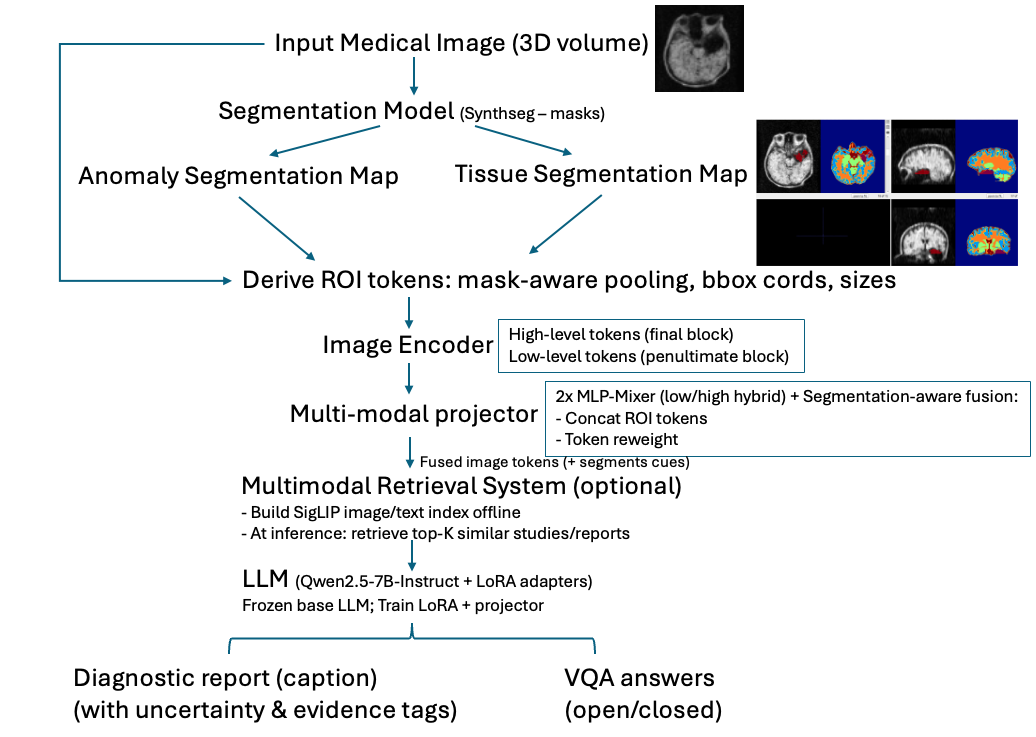 Input Medical Image (3D volume)
Segmentation Model (Synthseg – masks)
Anomaly Segmentation Map
Tissue Segmentation Map
Derive ROI tokens: mask-aware pooling, bbox cords, sizes
Image Encoder
High-level tokens (final block)
Low-level tokens (penultimate block)
Multi-modal projector
2x MLP-Mixer (low/high hybrid) + Segmentation-aware fusion:
- Concat ROI tokens
- Token reweight
Fused image tokens (+ segments cues)
Multimodal Retrieval System (optional)
- Build SigLIP image/text index offline
- At inference: retrieve top-K similar studies/reports
LLM (Qwen2.5-7B-Instruct + LoRA adapters)
Frozen base LLM; Train LoRA + projector
Diagnostic report (caption)
(with uncertainty & evidence tags)
VQA answers
(open/closed)